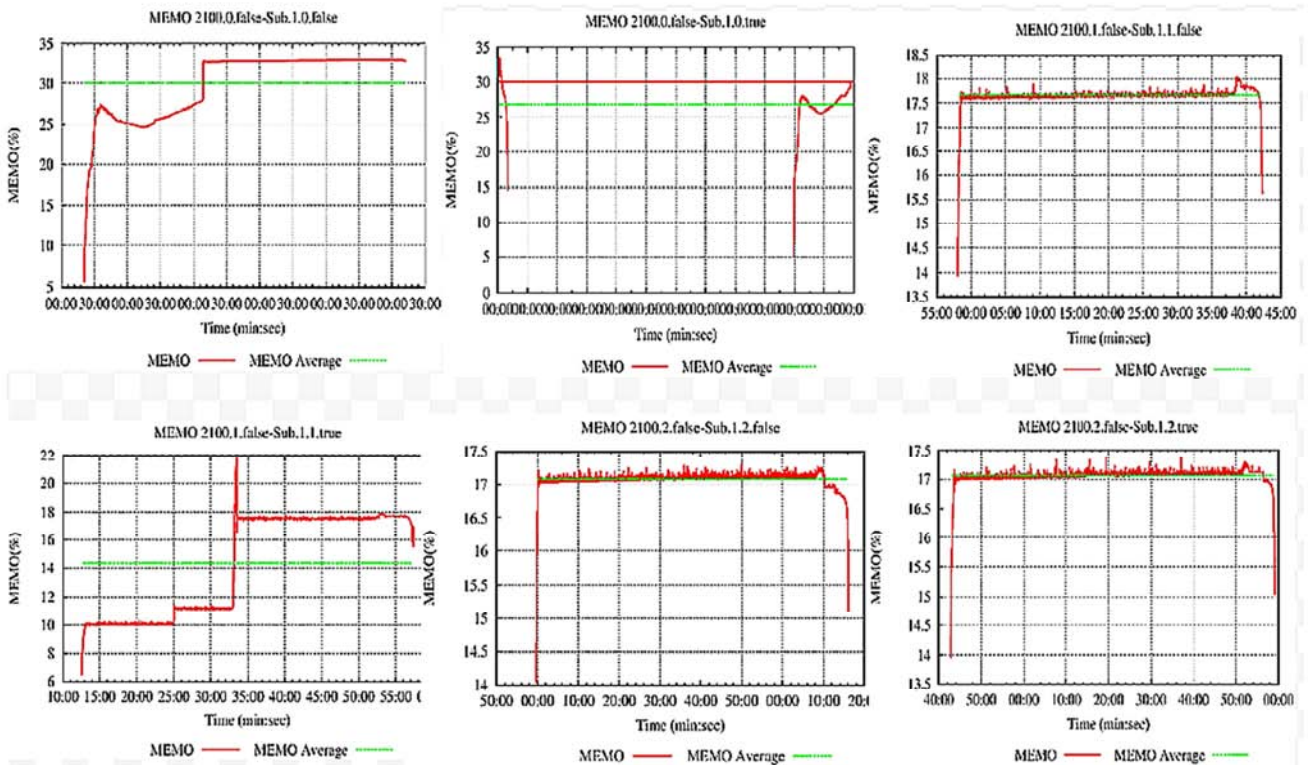 MEMO 2100.0.false-Sub.1.0.false
35
30
25
20
15
10
5
MEMO(%)
00.00 30.00 00.00 30.00 00.00 30.00 00.00 30.00 00.00 30.00 00.00 30.00
Time (min:sec)
MEMO MEMO Average
MEMO 2100.0.false-Sub.1.0.true
35
30
25
20
15
10
5
0
MEMO(%)
Time (min:sec)
MEMO MEMO Average
MEMO 2100.1.false-Sub.1.1.false
18.5
18
17.5
17
16.5
16
15.5
15
14.5
14
13.5
MEMO(%)
55:00 00:00 05:00 10:00 15:00 20:00 25:00 30:00 35:00 40:00 45:00
Time (min:sec)
MEMO MEMO Average
MEMO 2100.1.false-Sub.1.1.true
22
20
18
16
14
12
10
8
6
MEMO(%)
10:00 15:00 20:00 25:00 30:00 35:00 40:00 45:00 50:00 55:00
Time (min:sec)
MEMO MEMO Average
MEMO 2100.2.false-Sub.1.2.false
17.5
17
16.5
16
15.5
15
14.5
14
MEMO(%)
50:00 00:00 10:00 20:00 30:00 40:00 50:00 00:00 10:00
Time (min:sec)
MEMO MEMO Average
MEMO 2100.2.false-Sub.1.2.true
17.5
17
16.5
16
15.5
15
14.5
14
13.5
40:00 50:00 00:00 10:00 20:00 30:00 40:00 50:00 00:00
Time (min:sec)
MEMO MEMO Average